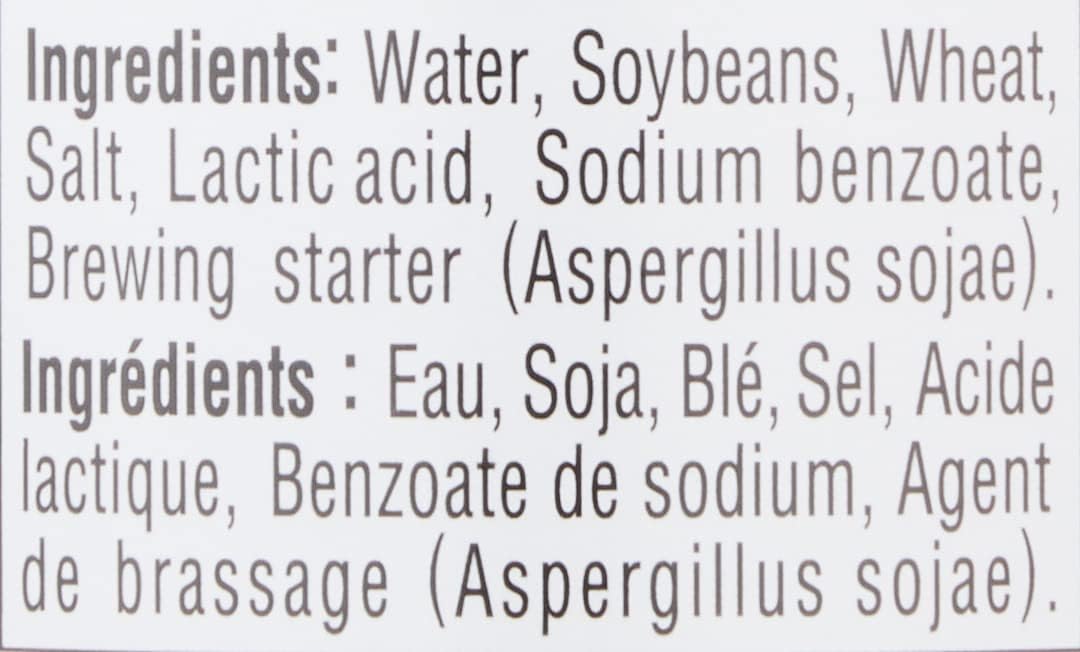 Ingredients: Water, Soybeans, Wheat,
Salt, Lactic acid, Sodium benzoate,
Brewing starter (Aspergillus sojae).
Ingrédients : Eau, Soja, Blé, Sel, Acide
lactique, Benzoate de sodium, Agent
de brassage (Aspergillus sojae).